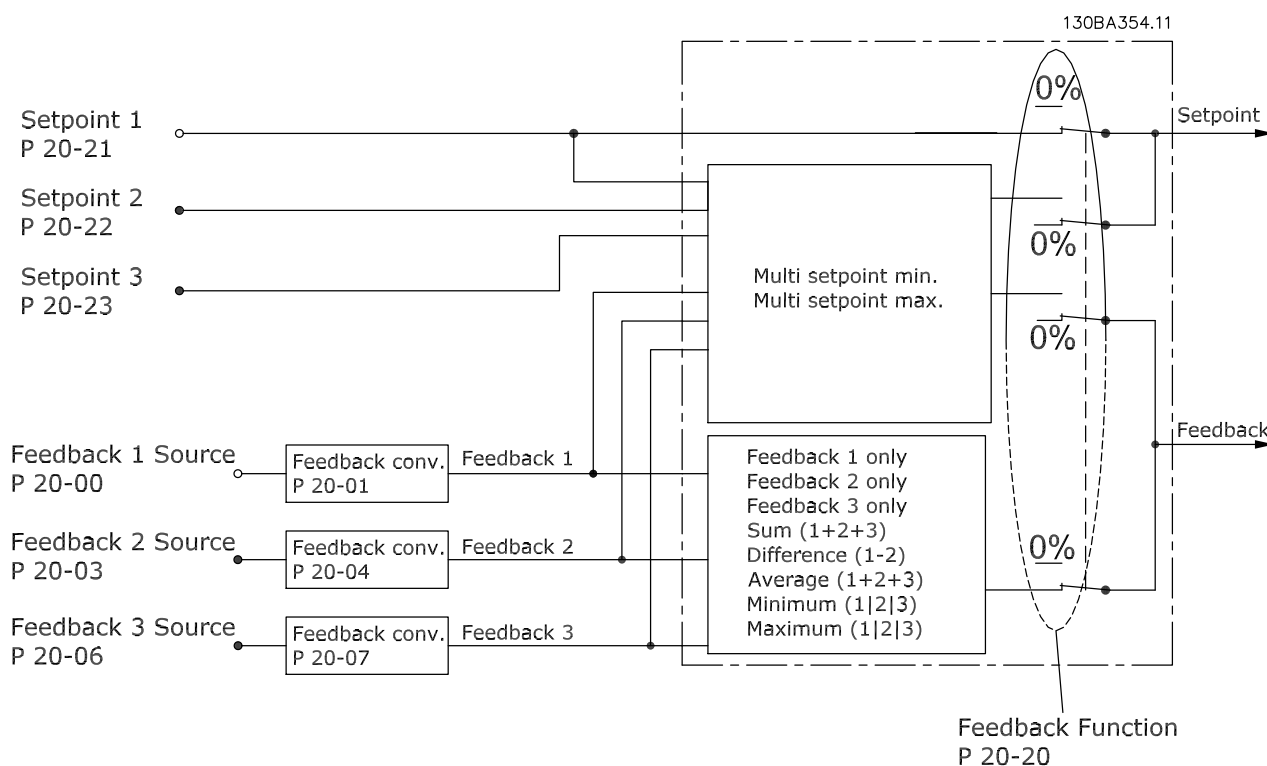 130BA354.11
0%
Setpoint 1
P 20-21
Setpoint
Setpoint 2
P 20-22
0%
Setpoint 3
P 20-23
Multi setpoint min.
Multi setpoint max.
0%
Feedback
Feedback 1 Source
P 20-00
Feedback conv.
P 20-01
Feedback 1
Feedback 1 only
Feedback 2 only
Feedback 3 only
Sum (1+2+3)
Difference (1-2)
Average (1+2+3)
Minimum (1|2|3)
Maximum (1|2|3)
0%
Feedback 2 Source
P 20-03
Feedback conv.
P 20-04
Feedback 2
Feedback 3 Source
P 20-06
Feedback conv.
P 20-07
Feedback 3
Feedback Function
P 20-20